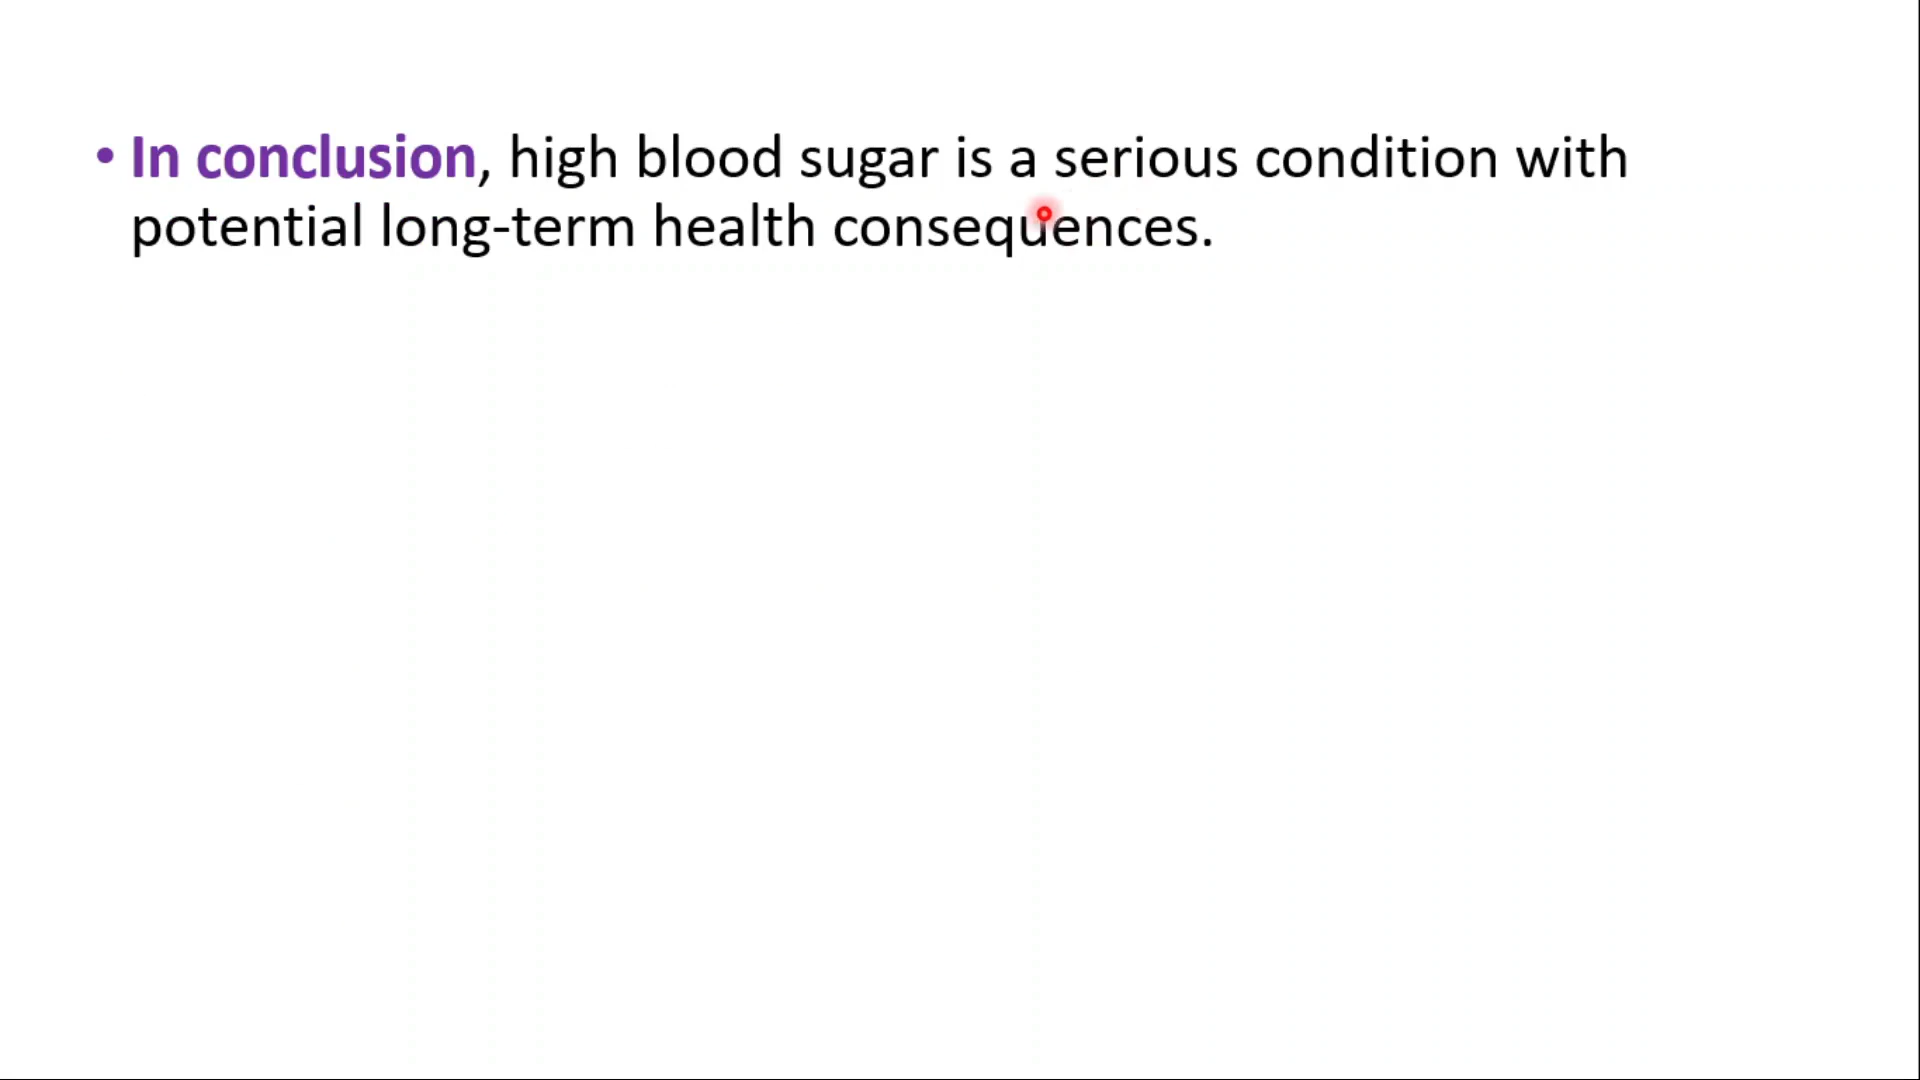 • In conclusion, high blood sugar is a serious condition with
potential long-term health consequences.